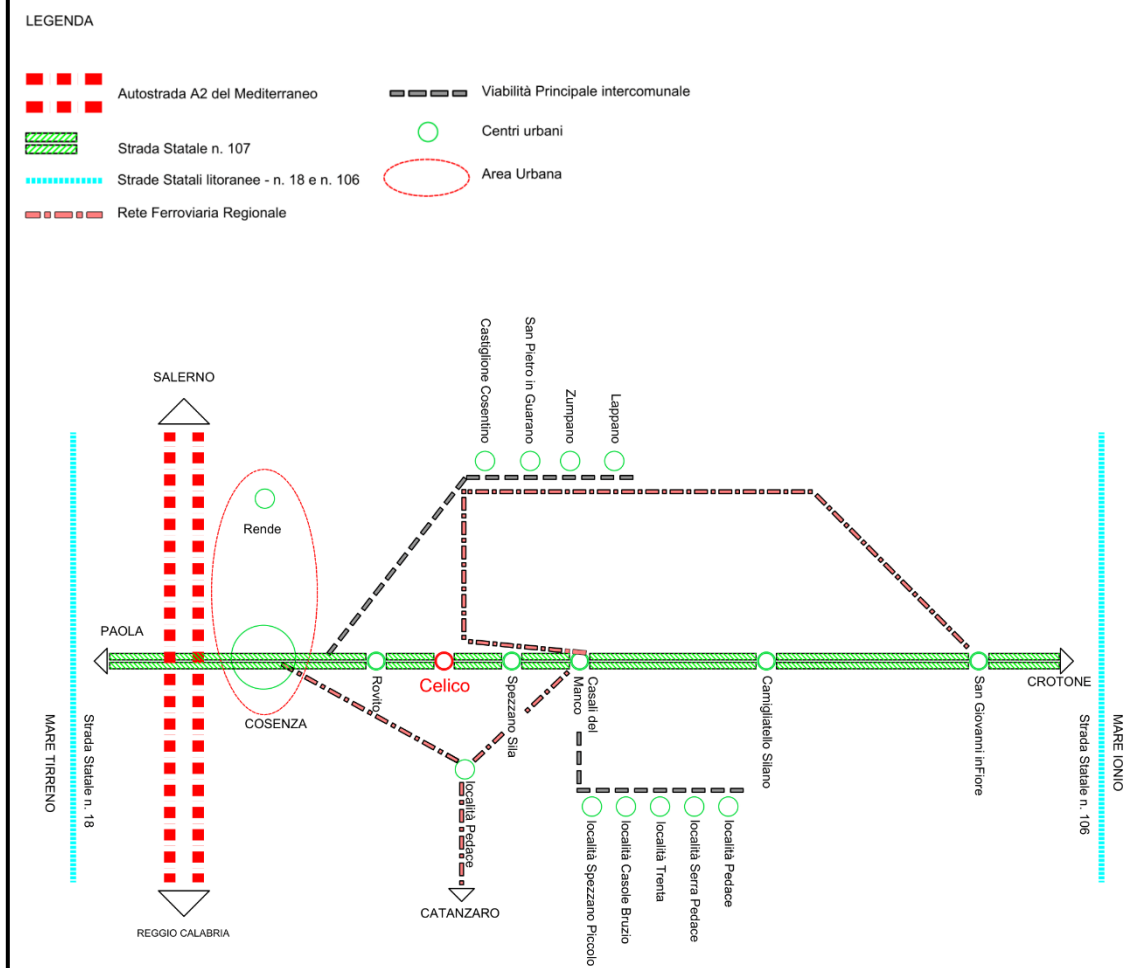 LEGENDA
Autostrada A2 del Mediterraneo
Strada Statale n. 107
Strade Statali litoranee - n. 18 e n. 106
Rete Ferroviaria Regionale
Viabilità Principale intercomunale
Centri urbani
Area Urbana
Castiglione Cosentino
San Pietro in Guarano
Zumpano
Lappano
SALERNO
Rende
PAOLA
COSENZA
Rovito
Celico
Spezzano Sila
Casali del
Manco
Camigliatello Silano
San Giovanni inFiore
CROTONE
MARE TIRRENO
Strada Statale n. 18
MARE IONIO
Strada Statale n. 106
località Pedace
località Spezzano Piccolo
località Casole Bruzio
località Trenta
località Serra Pedace
località Pedace
CATANZARO
REGGIO CALABRIA